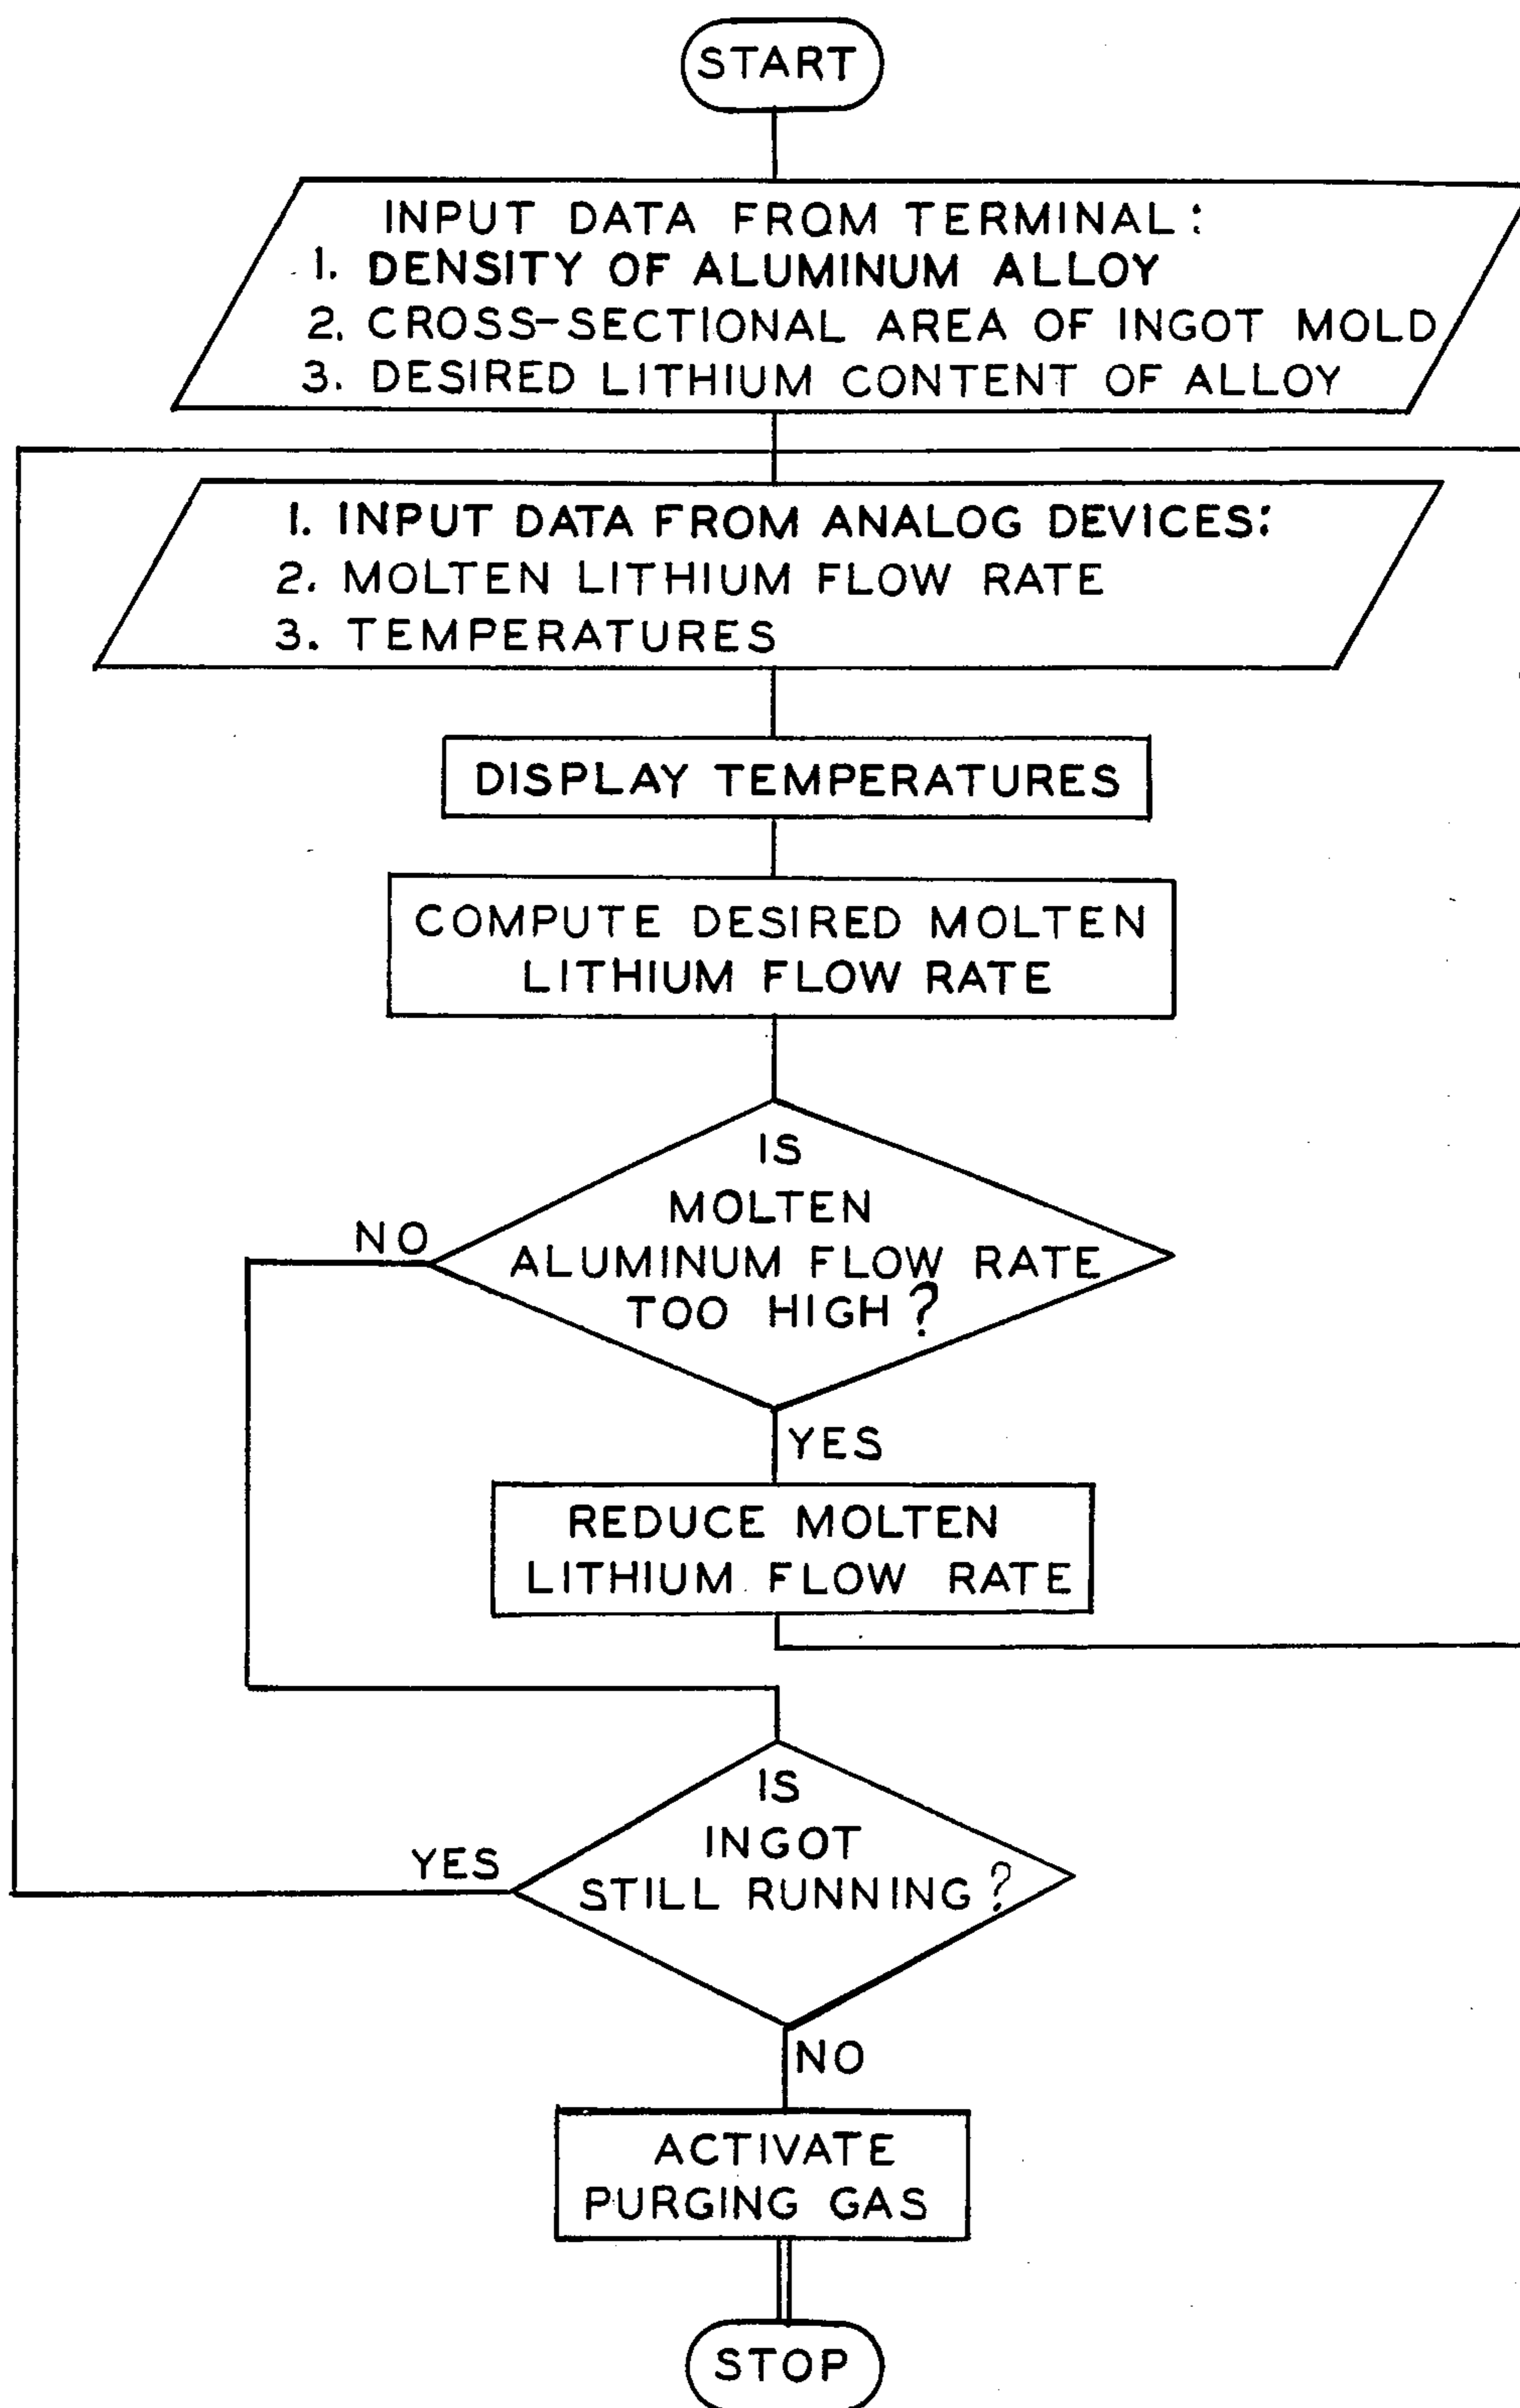 START
INPUT DATA FROM TERMINAL:
1. DENSITY OF ALUMINUM ALLOY
2. CROSS-SECTIONAL AREA OF INGOT MOLD
3. DESIRED LITHIUM CONTENT OF ALLOY
1. INPUT DATA FROM ANALOG DEVICES:
2. MOLTEN LITHIUM FLOW RATE
3. TEMPERATURES
DISPLAY TEMPERATURES
COMPUTE DESIRED MOLTEN
LITHIUM FLOW RATE
IS
MOLTEN
ALUMINUM FLOW RATE
TOO HIGH?
NO
YES
REDUCE MOLTEN
LITHIUM FLOW RATE
IS
INGOT
STILL RUNNING?
YES
NO
ACTIVATE
PURGING GAS
STOP